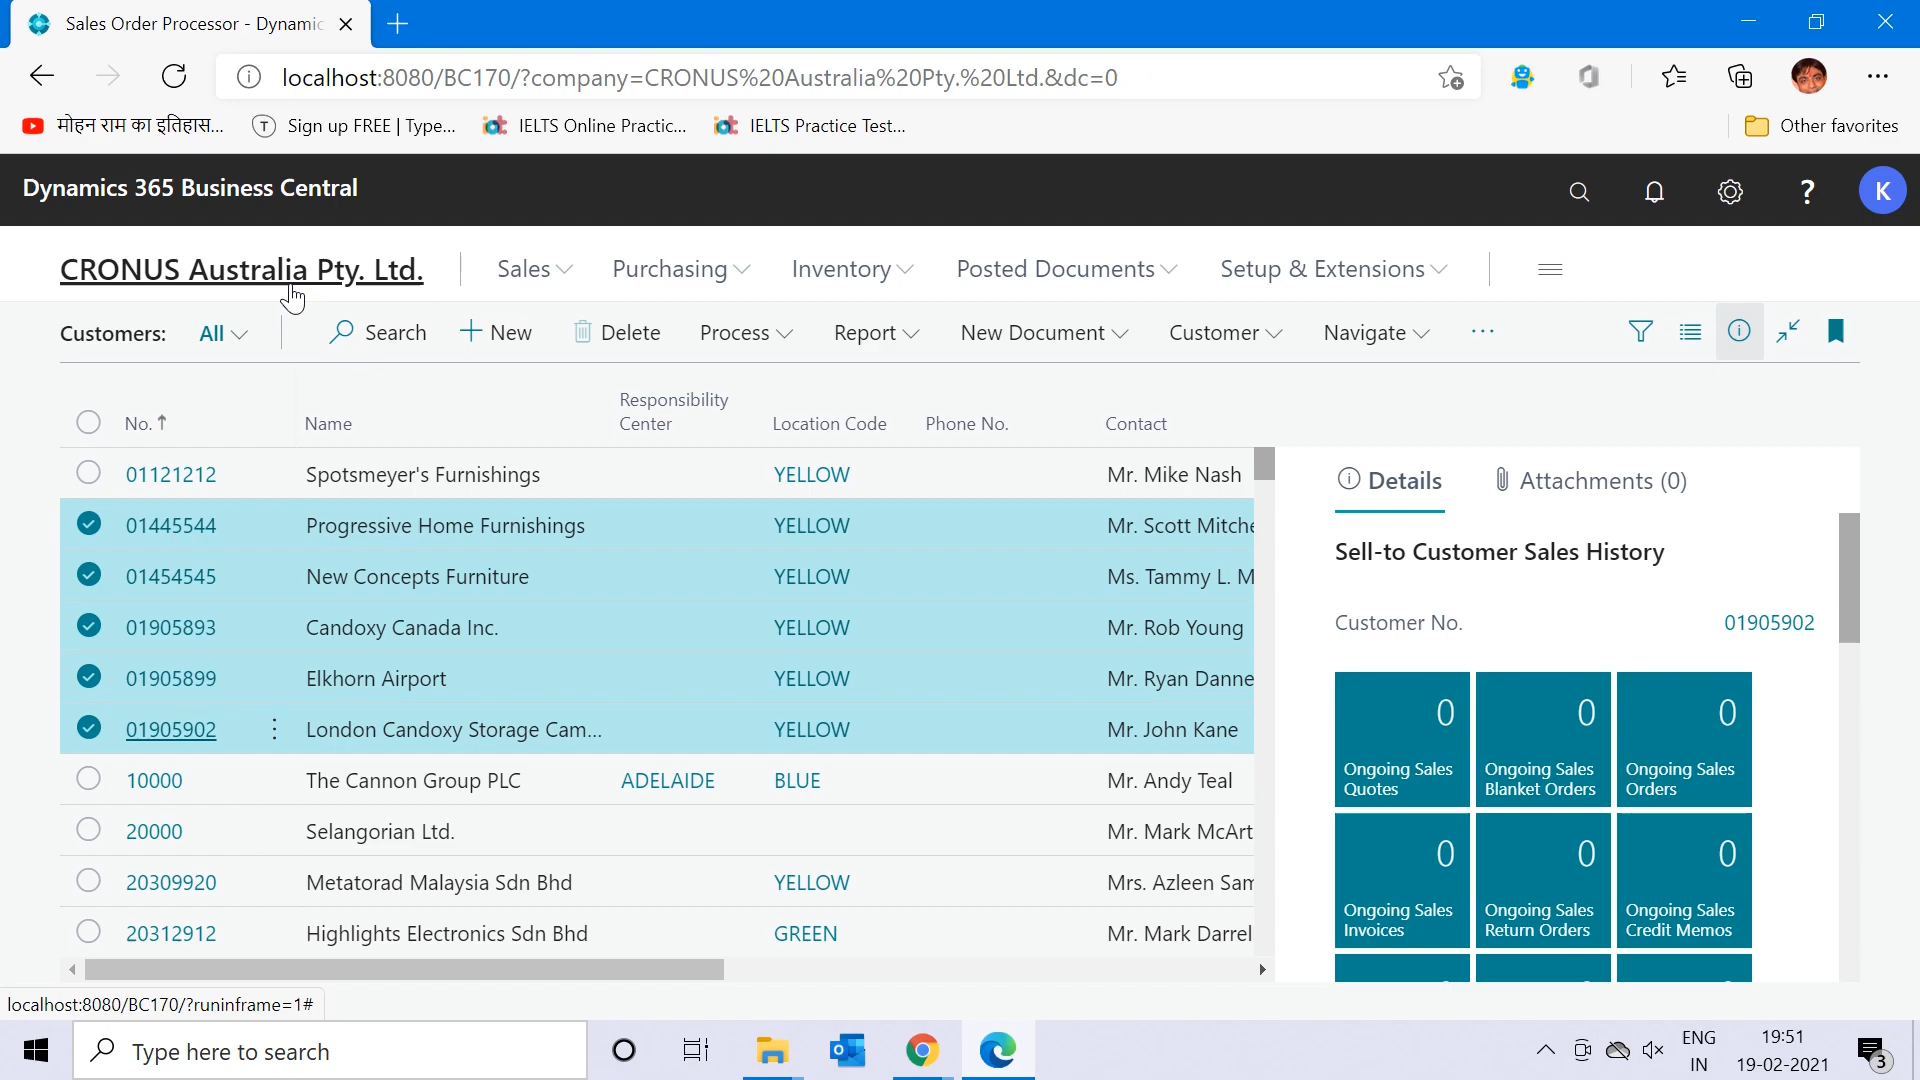 Sales Order Processor - Dynamic
localhost:8080/BC170/?company=CRONUS%20Australia%20Pty.%20Ltd.&dc=0
मोहन राम का इतिहास...
T
Sign up FREE | Type...
IELTS Online Practic...
IELTS Practice Test...
Other favorites
Dynamics 365 Business Central
?
K
CRONUS Australia Pty. Ltd.
Sales
Purchasing
Inventory
Posted Documents
Setup & Extensions
Customers:
All
Search
New
Delete
Process
Report
New Document
Customer
Navigate
No.
Name
Responsibility
Center
Location Code
Phone No.
Contact
01121212 Spotsmeyer's Furnishings YELLOW Mr. Mike Nash
01445544 Progressive Home Furnishings YELLOW Mr. Scott Mitche
01454545 New Concepts Furniture YELLOW Ms. Tammy L. M
01905893 Candoxy Canada Inc. YELLOW Mr. Rob Young
01905899 Elkhorn Airport YELLOW Mr. Ryan Danne
01905902 London Candoxy Storage Cam... YELLOW Mr. John Kane
10000 The Cannon Group PLC ADELAIDE BLUE Mr. Andy Teal
20000 Selangorian Ltd. Mr. Mark McArt
20309920 Metatorad Malaysia Sdn Bhd YELLOW Mrs. Azleen Sam
20312912 Highlights Electronics Sdn Bhd GREEN Mr. Mark Darrel
Details
Attachments (0)
Sell-to Customer Sales History
Customer No. 01905902
0
Ongoing Sales
Quotes
0
Ongoing Sales
Blanket Orders
0
Ongoing Sales
Orders
0
Ongoing Sales
Invoices
0
Ongoing Sales
Return Orders
0
Ongoing Sales
Credit Memos
localhost:8080/BC170/?runinframe=1#
Type here to search
ENG
IN
19:51
19-02-2021
3